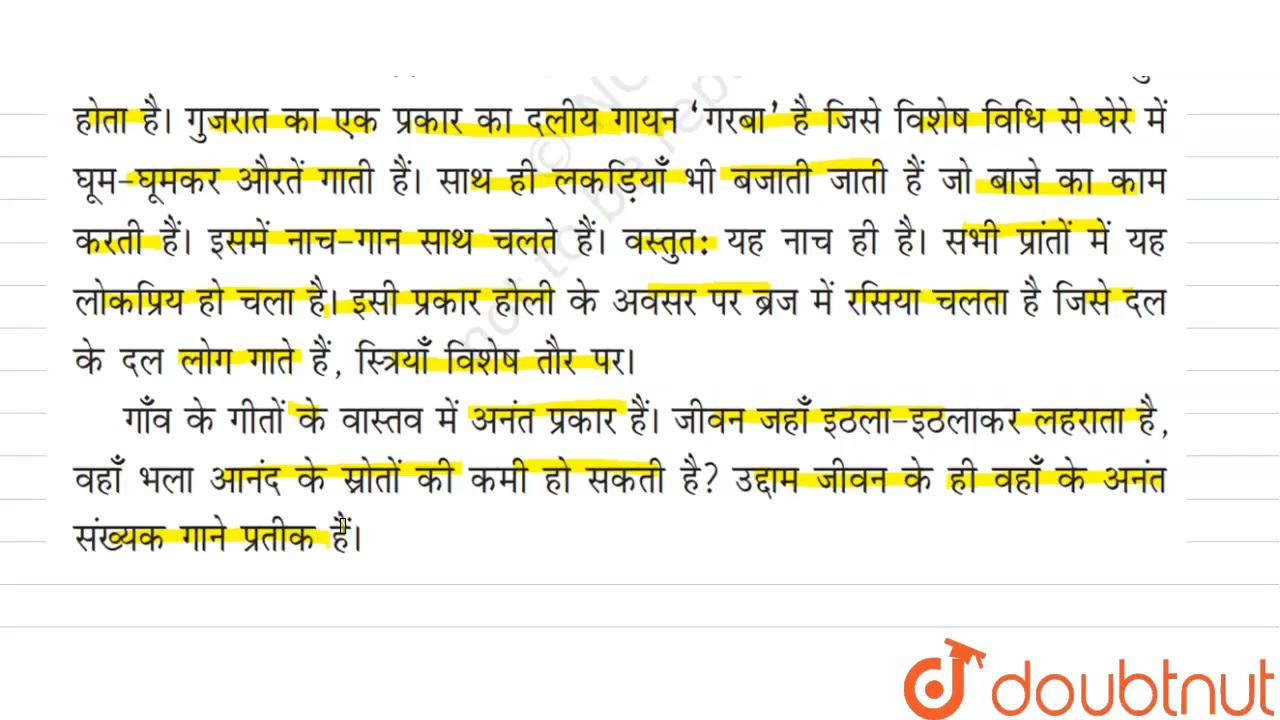 होता है। गुजरात का एक प्रकार का दलीय गायन ‘गरबा’ है जिसे विशेष विधि से घेरे में
घूम-घूमकर औरतें गाती हैं। साथ ही लकड़ियाँ भी बजाती जाती हैं जो बाजे का काम
करती हैं। इसमें नाच-गान साथ चलते हैं। वस्तुतः यह नाच ही है। सभी प्रांतों में यह
लोकप्रिय हो चला है। इसी प्रकार होली के अवसर पर ब्रज में रसिया चलता है जिसे दल
के दल लोग गाते हैं, स्त्रियाँ विशेष तौर पर।
गाँव के गीतों के वास्तव में अनंत प्रकार हैं। जीवन जहाँ इठला-इठलाकर लहराता है,
वहाँ भला आनंद के स्रोतों की कमी हो सकती है? उद्दाम जीवन के ही वहाँ के अनंत
संख्यक गाने प्रतीक हैं।
doubtnut